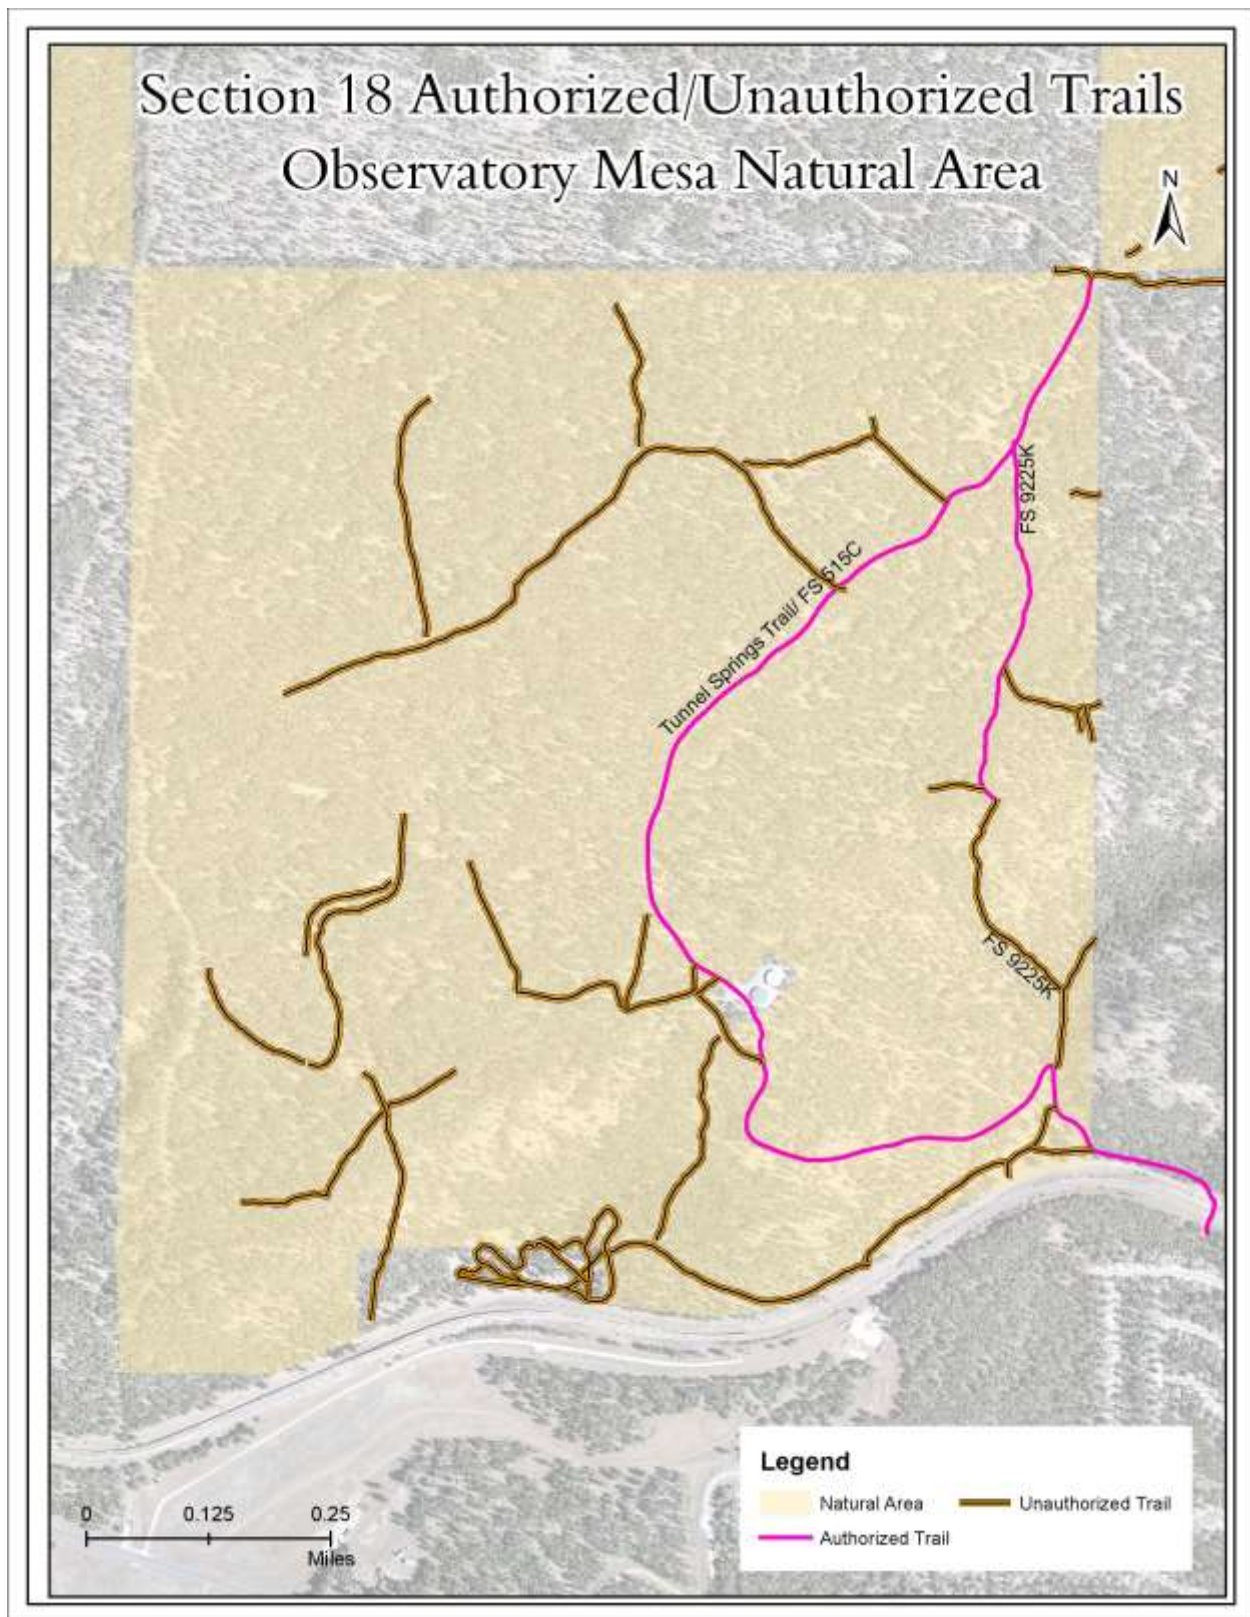 Section 18 Authorized/Unauthorized Trails
Observatory Mesa Natural Area
N
FS 9225K
Tunnel Springs Trail/ FS 515C
FS 9225K
Legend
Natural Area
Unauthorized Trail
Authorized Trail
0 0.125 0.25
Miles